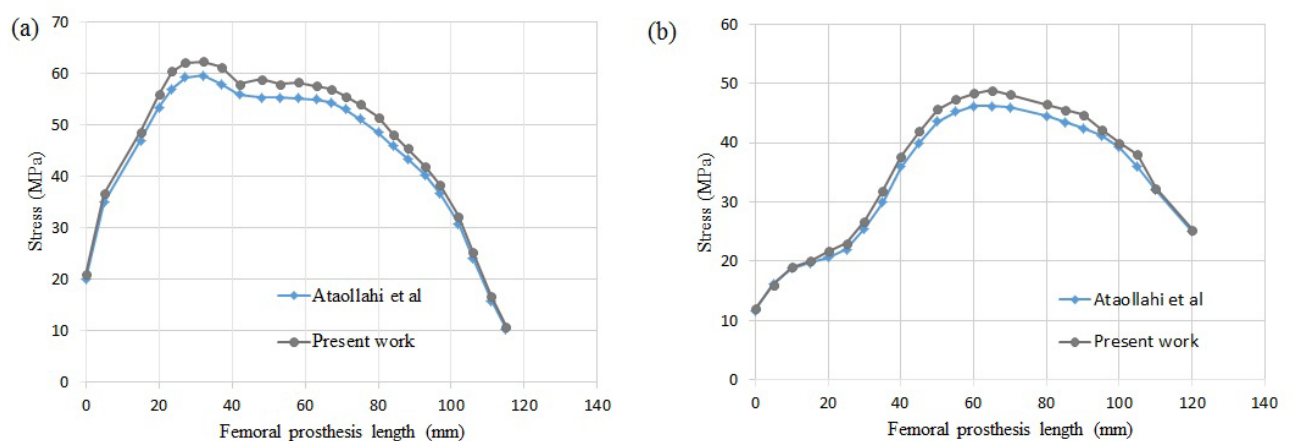 (a)
70
60
50
40
30
20
10
0
Stress (MPa)
Ataollahi et al
Present work
0 20 40 60 80 100 120 140
Femoral prosthesis length (mm)
(b)
60
50
40
30
20
10
0
Stress (MPa)
Ataollahi et al
Present work
0 20 40 60 80 100 120 140
Femoral prosthesis length (mm)